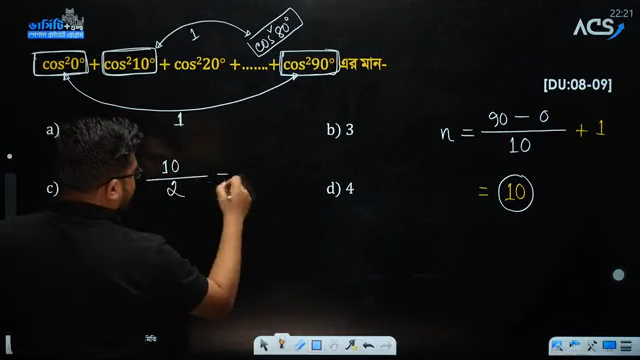 ভার্সিটি+গুচ্ছ
স্পেশাল প্রাইভেট প্রোগ্রাম
22:21
ACS
1
cos²80°
cos²0° + cos²10° + cos²20° +.......+ cos²90° এর মান-
[DU:08-09]
1
a)
b) 3
n = (90 − 0)/10 + 1
c)
10/2 =
d) 4
= 10